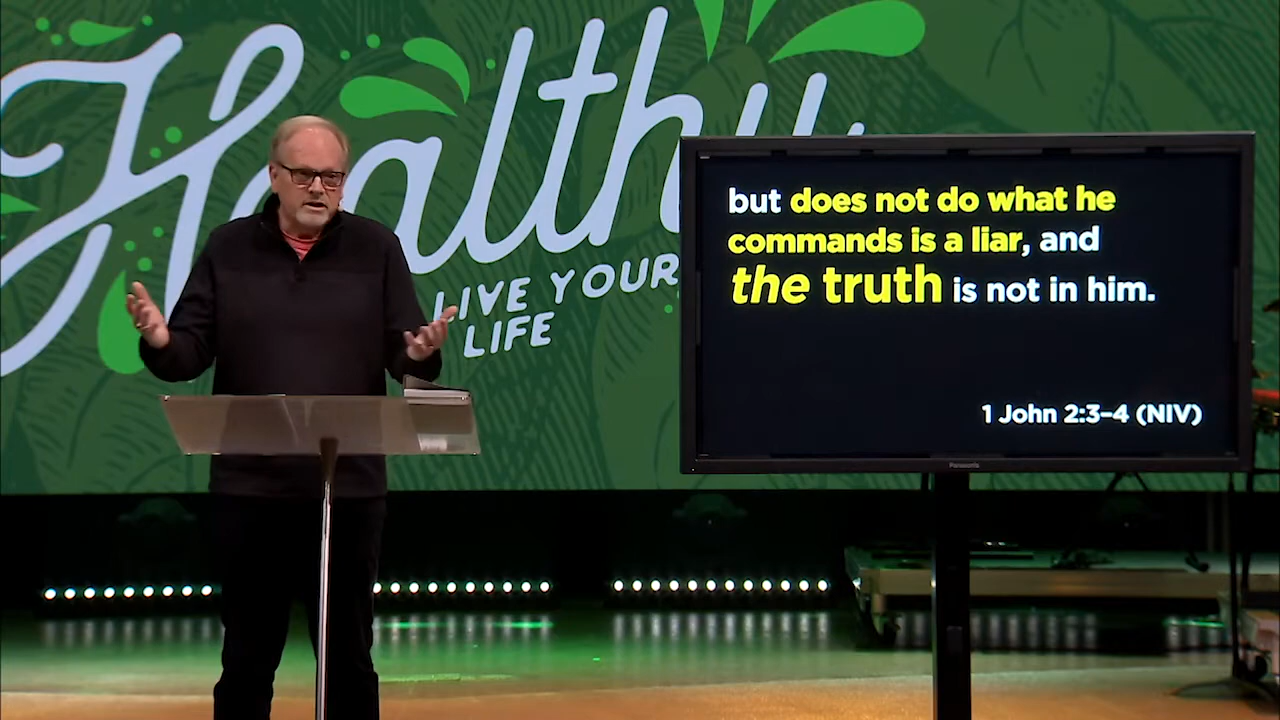 Healthy
LIVE YOUR
LIFE
but does not do what he
commands is a liar, and
the truth is not in him.
1 John 2:3–4 (NIV)
Panasonic